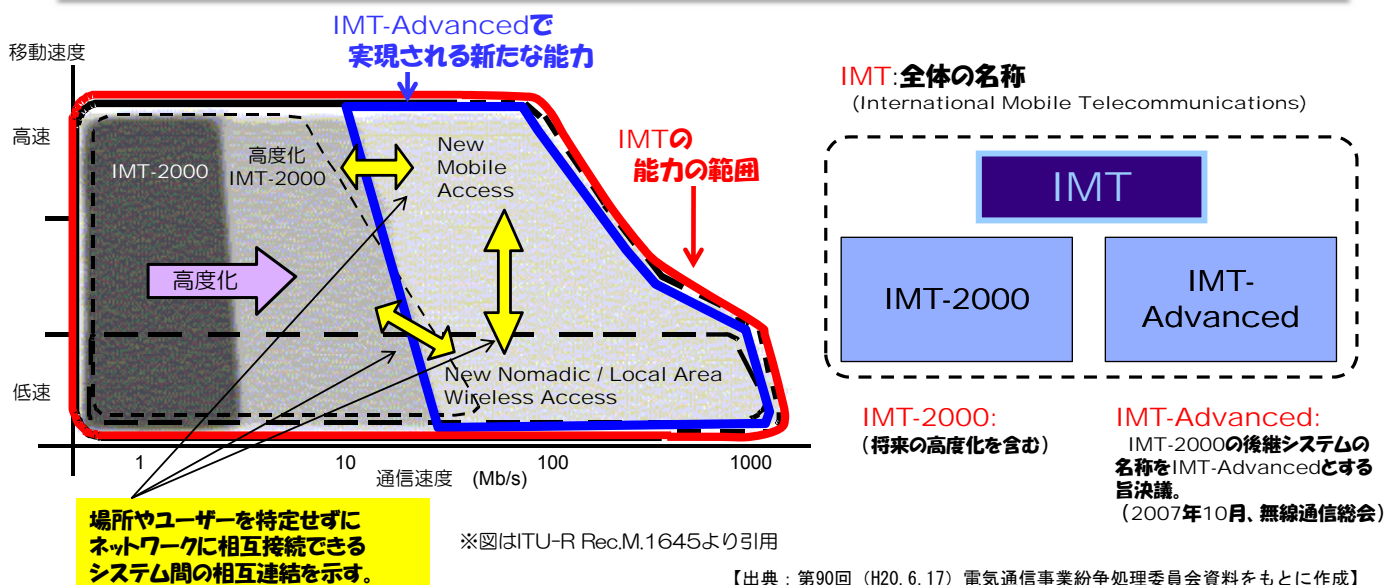 IMT-Advancedで
実現される新たな能力
移動速度
高速
低速
IMT-2000
高度化
IMT-2000
New
Mobile
Access
高度化
New Nomadic / Local Area
Wireless Access
IMTの
能力の範囲
1
10
100
1000
通信速度 (Mb/s)
場所やユーザーを特定せずに
ネットワークに相互接続できる
システム間の相互連結を示す。
※図はITU-R Rec.M.1645より引用
IMT:全体の名称
(International Mobile Telecommunications)
IMT
IMT-2000
IMT-
Advanced
IMT-2000:
(将来の高度化を含む)
IMT-Advanced:
IMT-2000の後継システムの
名称をIMT-Advancedとする
旨決議。
(2007年10月、無線通信総会)
【出典：第90回（H20.6.17）電気通信事業紛争処理委員会資料をもとに作成】